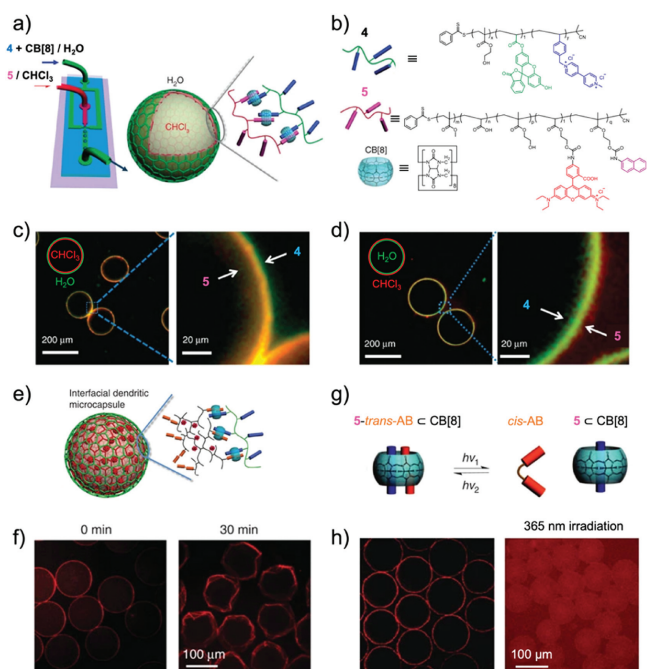 a)
4 + CB[8] / H₂O
5 / CHCl₃
H₂O
CHCl₃
b)
4
≡
5
≡
CB[8]
≡
c)
CHCl₃
H₂O
5
4
200 µm
20 µm
d)
H₂O
CHCl₃
4
5
200 µm
20 µm
e)
Interfacial dendritic
microcapsule
g)
5-trans-AB ⊂ CB[8]
cis-AB
5 ⊂ CB[8]
hν₁
hν₂
f)
0 min
30 min
100 µm
h)
365 nm irradiation
100 µm